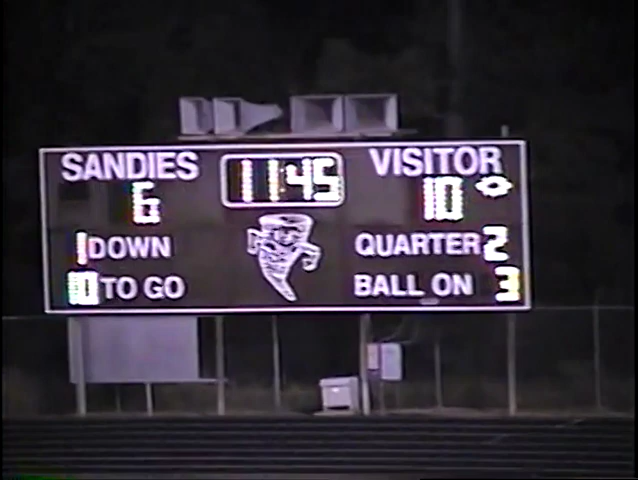 SANDIES 11:45 VISITOR
6 10
1 DOWN QUARTER 2
10 TO GO BALL ON 3